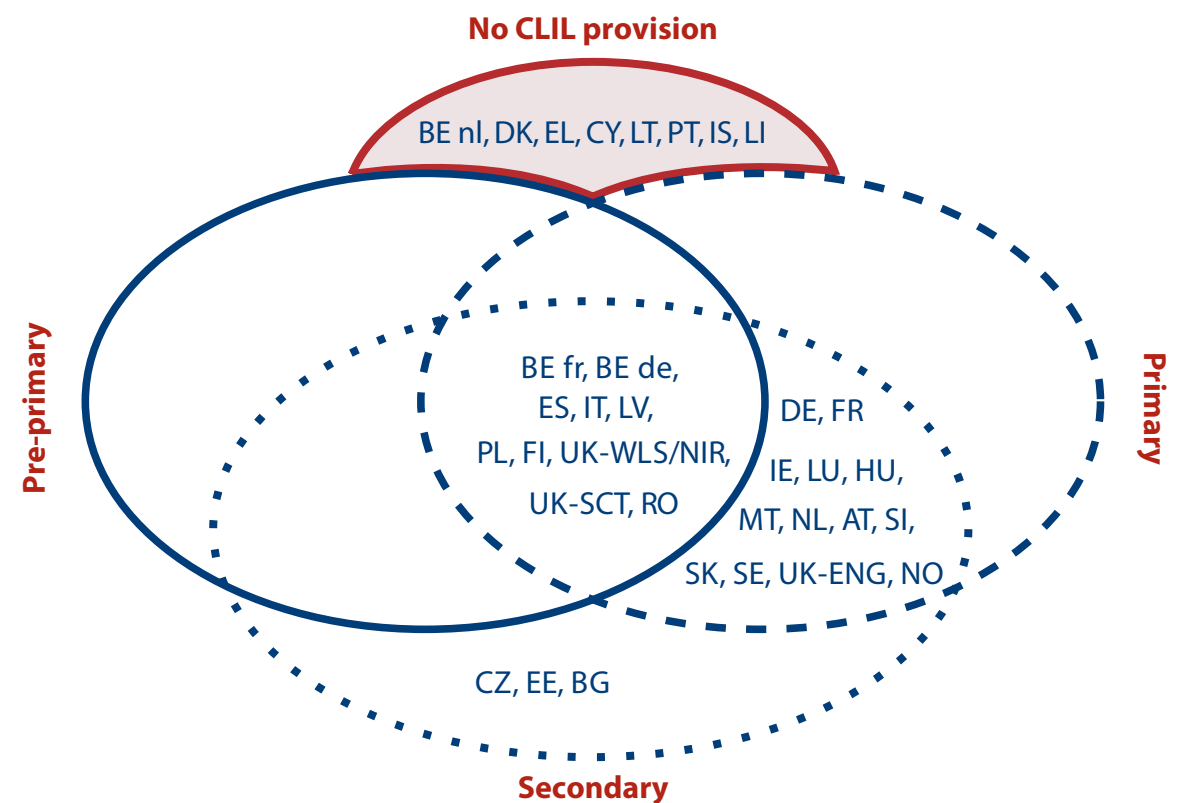 No CLIL provision
BE nl, DK, EL, CY, LT, PT, IS, LI
Pre-primary
BE fr, BE de,
ES, IT, LV,
PL, FI, UK-WLS/NIR,
UK-SCT, RO
DE, FR
IE, LU, HU,
MT, NL, AT, SI,
SK, SE, UK-ENG, NO
Primary
CZ, EE, BG
Secondary